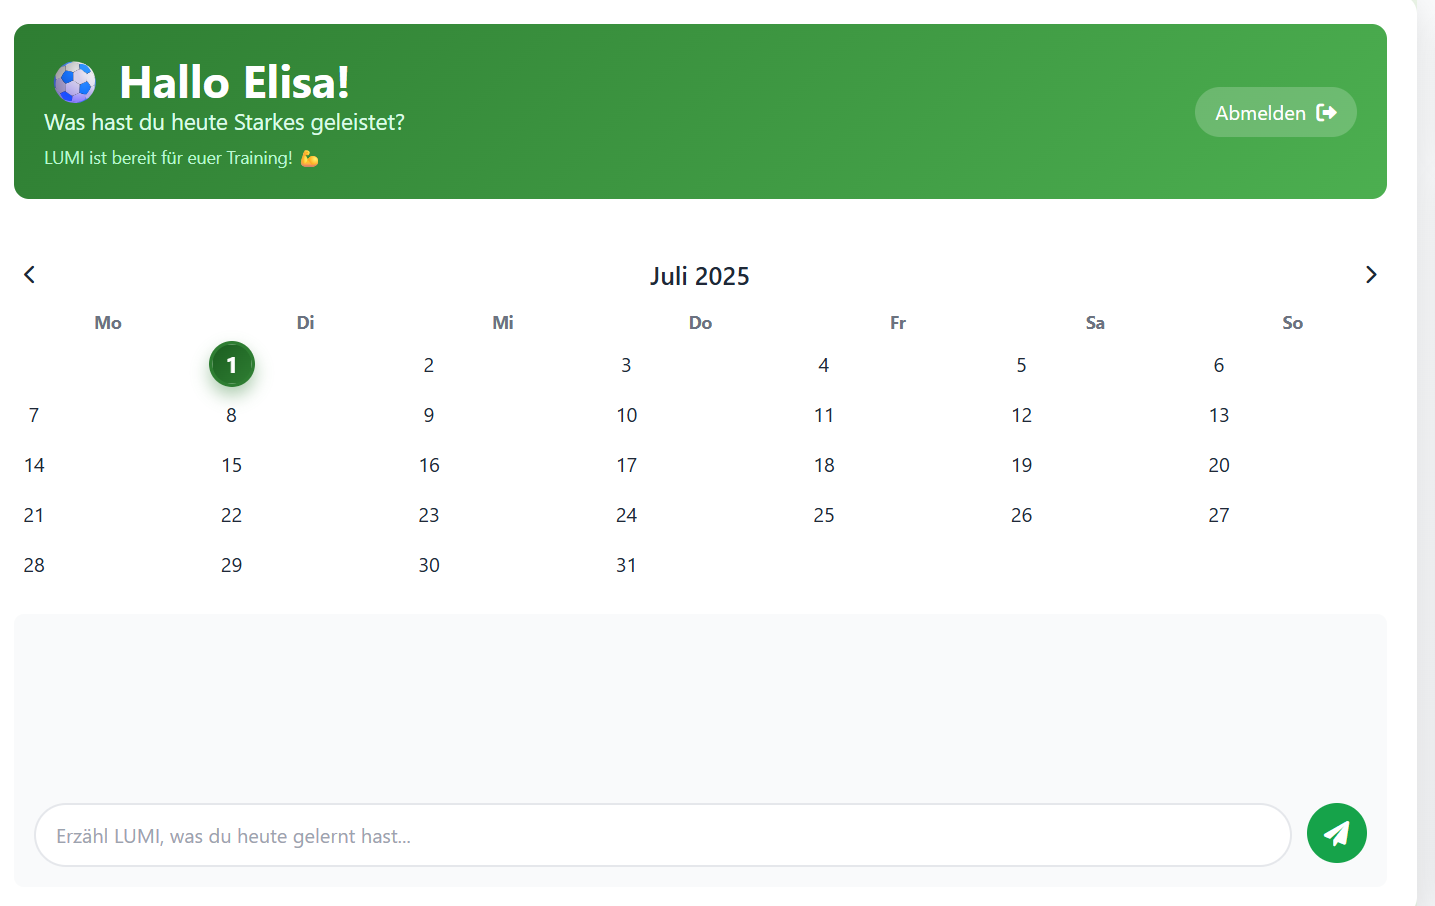 Hallo Elisa!
Was hast du heute Starkes geleistet?
LUMI ist bereit für euer Training! 💪
Abmelden
Juli 2025
Mo Di Mi Do Fr Sa So
1 2 3 4 5 6
7 8 9 10 11 12 13
14 15 16 17 18 19 20
21 22 23 24 25 26 27
28 29 30 31
Erzähl LUMI, was du heute gelernt hast...